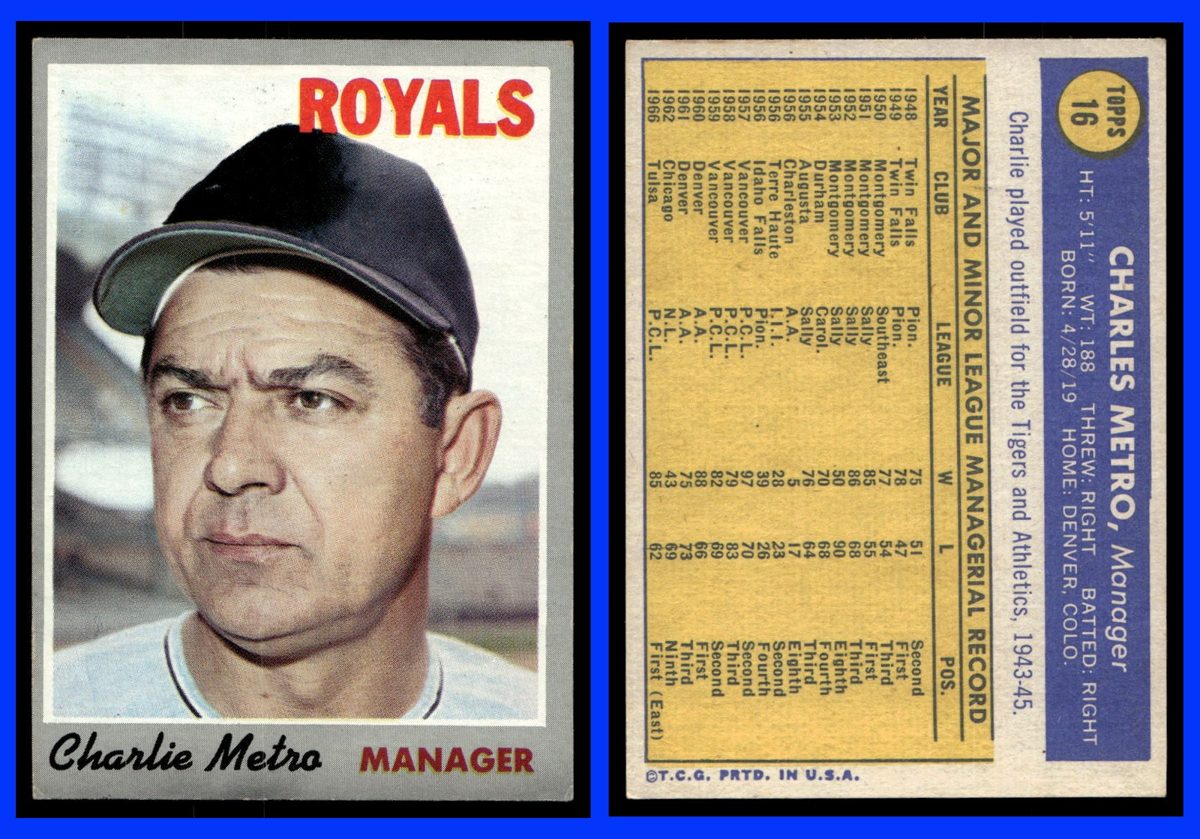 ROYALS
Charlie Metro
MANAGER
TOPPS
16
CHARLES METRO, Manager
HT: 5'11" WT: 188 THREW: RIGHT BATTED: RIGHT
BORN: 4/28/19 HOME: DENVER, COLO.
Charlie played outfield for the Tigers and Athletics, 1943-45.
MAJOR AND MINOR LEAGUE MANAGERIAL RECORD
YEAR CLUB LEAGUE W L POS.
1948 Twin Falls Pion. 75 51 Second
1949 Twin Falls Pion. 78 47 First
1950 Montgomery Southeast 77 54 Third
1951 Montgomery Sally 85 55 First
1952 Montgomery Sally 86 68 Third
1953 Montgomery Sally 50 90 Eighth
1954 Durham Carol. 70 68 Fourth
1955 Augusta Sally 76 64 Third
1956 Charleston A.A. 5 17 Eighth
1956 Terre Haute I.I.I. 28 23 Second
1956 Idaho Falls Pion. 39 26 Fourth
1957 Vancouver P.C.L. 97 70 Second
1958 Vancouver P.C.L. 79 83 Third
1959 Vancouver P.C.L. 82 69 Second
1960 Denver A.A. 88 66 First
1961 Denver A.A. 75 73 Third
1962 Chicago N.L. 43 69 Ninth
1966 Tulsa P.C.L. 85 62 First (East)
©T.C.G. PRTD. IN U.S.A.